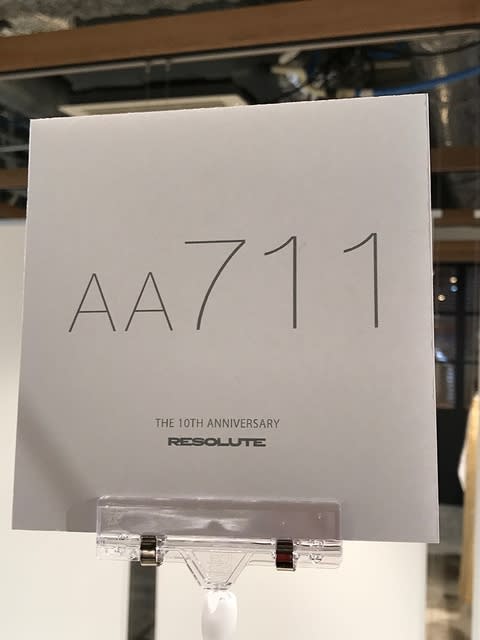 AA711
THE 10TH ANNIVERSARY
RESOLUTE